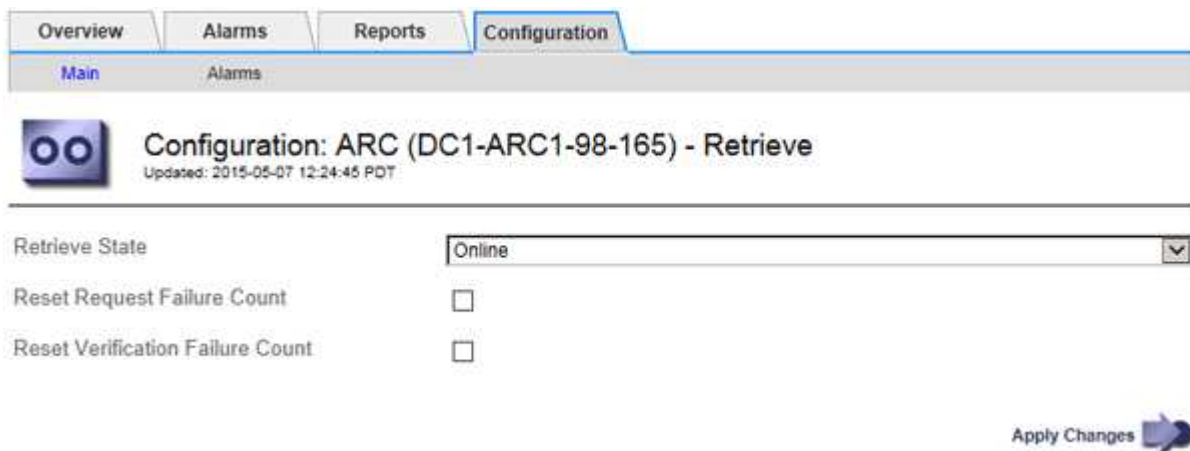 Overview Alarms Reports Configuration
Main Alarms
Configuration: ARC (DC1-ARC1-98-165) - Retrieve
Updated: 2015-05-07 12:24:45 PDT
Retrieve State Online
Reset Request Failure Count
Reset Verification Failure Count
Apply Changes